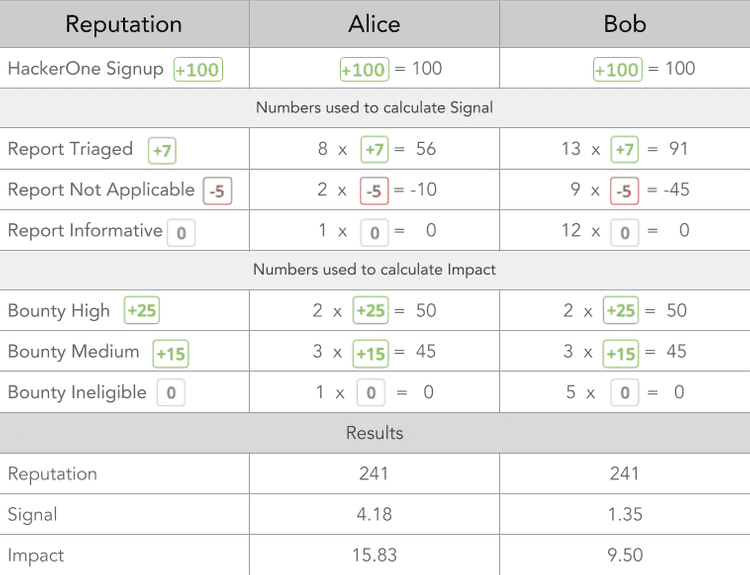 Reputation Alice Bob
HackerOne Signup +100 +100 = 100 +100 = 100
Numbers used to calculate Signal
Report Triaged +7 8 x +7 = 56 13 x +7 = 91
Report Not Applicable -5 2 x -5 = -10 9 x -5 = -45
Report Informative 0 1 x 0 = 0 12 x 0 = 0
Numbers used to calculate Impact
Bounty High +25 2 x +25 = 50 2 x +25 = 50
Bounty Medium +15 3 x +15 = 45 3 x +15 = 45
Bounty Ineligible 0 1 x 0 = 0 5 x 0 = 0
Results
Reputation 241 241
Signal 4.18 1.35
Impact 15.83 9.50